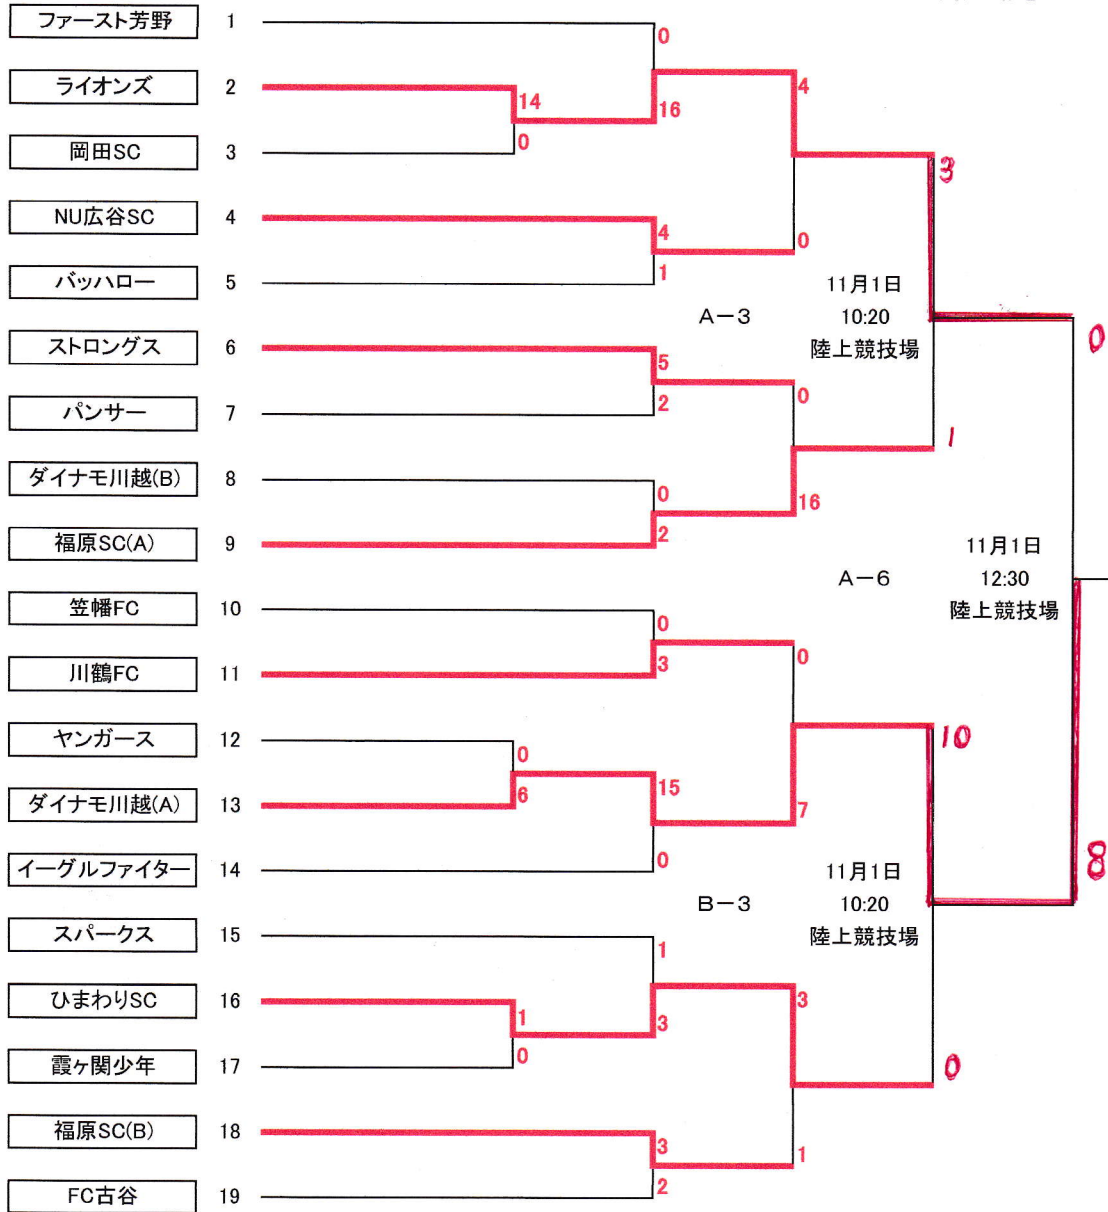 ファースト芳野 1
0
ライオンズ 2
4
14
16
0
岡田SC 3
3
NU広谷SC 4
4
0
1
バッハロー 5
11月1日
A-3 10:20
陸上競技場
0
ストロングス 6
5
2
0
パンサー 7
1
ダイナモ川越(B) 8
0
16
2
福原SC(A) 9
11月1日
A-6 12:30
陸上競技場
笠幡FC 10
0
3
0
川鶴FC 11
10
ヤンガース 12
0
6
15
7
ダイナモ川越(A) 13
0
8
イーグルファイター 14
11月1日
B-3 10:20
陸上競技場
スパークス 15
1
ひまわりSC 16
3
1
3
0
霞ヶ関少年 17
0
福原SC(B) 18
3
1
2
FC古谷 19